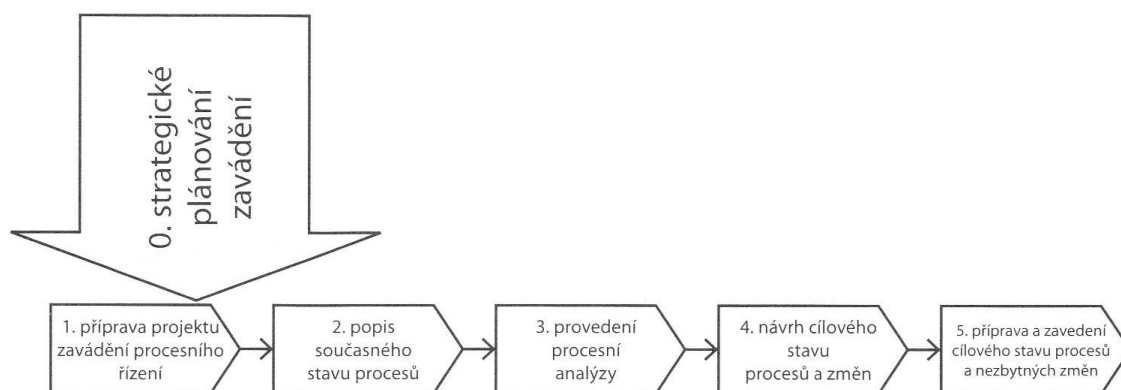 0. strategické
plánování
zavádění
1. příprava projektu
zavádění procesního
řízení
2. popis
současného
stavu procesů
3. provedení
procesní
analýzy
4. návrh cílového
stavu
procesů a změn
5. příprava a zavedení
cílového stavu procesů
a nezbytných změn